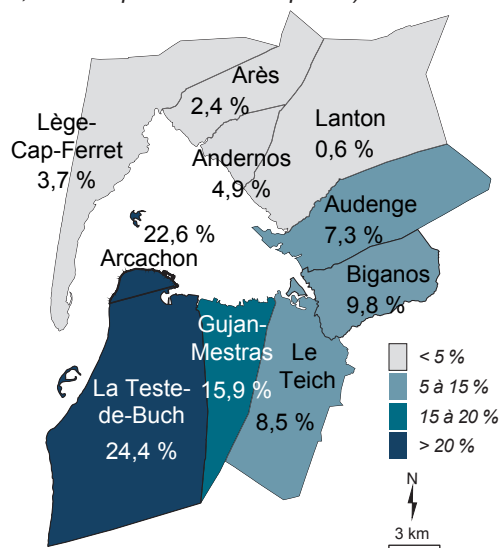 Arès
2,4 %
Lège-
Cap-Ferret
3,7 %
Lanton
0,6 %
Andernos
4,9 %
Audenge
7,3 %
22,6 %
Arcachon
Biganos
9,8 %
Gujan-
Mestras
15,9 %
Le
Teich
8,5 %
La Teste-
de-Buch
24,4 %
< 5 %
5 à 15 %
15 à 20 %
> 20 %
N
3 km